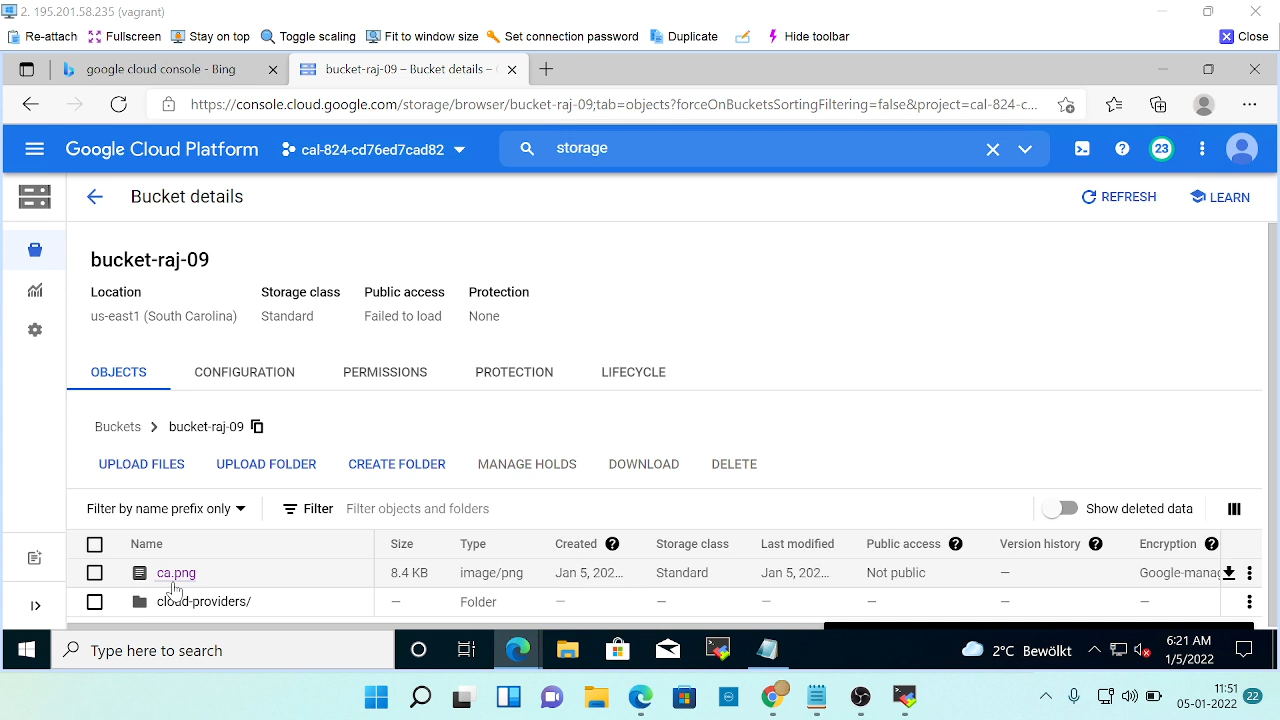 2. 195.201.58.235 (vagrant)
Re-attach Fullscreen Stay on top Toggle scaling Fit to window size Set connection password Duplicate Hide toolbar Close
google cloud console - Bing bucket-raj-09 – Bucket details –
https://console.cloud.google.com/storage/browser/bucket-raj-09;tab=objects?forceOnBucketsSortingFiltering=false&project=cal-824-c...
Google Cloud Platform cal-824-cd76ed7cad82 storage 23
Bucket details REFRESH LEARN
bucket-raj-09
Location Storage class Public access Protection
us-east1 (South Carolina) Standard Failed to load None
OBJECTS CONFIGURATION PERMISSIONS PROTECTION LIFECYCLE
Buckets > bucket-raj-09
UPLOAD FILES UPLOAD FOLDER CREATE FOLDER MANAGE HOLDS DOWNLOAD DELETE
Filter by name prefix only Filter Filter objects and folders Show deleted data
Name Size Type Created Storage class Last modified Public access Version history Encryption
ca.png 8.4 KB image/png Jan 5, 202... Standard Jan 5, 202... Not public — Google-mana
cloud-providers/ — Folder — — — — — —
Type here to search 2°C Bewölkt 6:21 AM
1/5/2022
11:51
05-01-2022 22